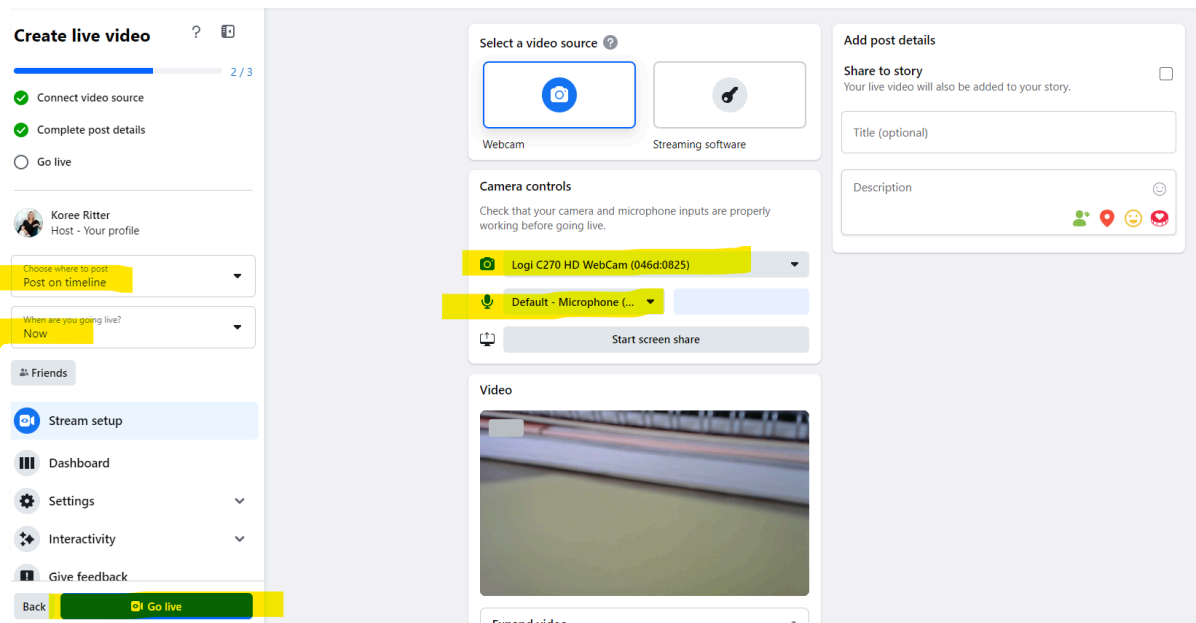 Create live video
?
2 / 3
Connect video source
Complete post details
Go live
Koree Ritter
Host - Your profile
Choose where to post
Post on timeline
When are you going live?
Now
Friends
Stream setup
Dashboard
Settings
Interactivity
Give feedback
Back
Go live
Select a video source ?
Webcam
Streaming software
Camera controls
Check that your camera and microphone inputs are properly
working before going live.
Logi C270 HD WebCam (046d:0825)
Default - Microphone (...
Start screen share
Video
Expand video
Add post details
Share to story
Your live video will also be added to your story.
Title (optional)
Description